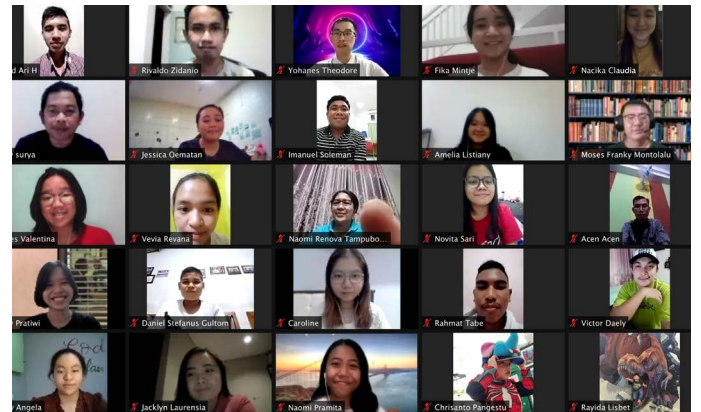 d Ari H
Rivaldo Zidanio
Yohanes Theodore
Fika Mintje
Nacika Claudia
surya
Jessica Oematan
Imanuel Soleman
Amelia Listiany
Moses Franky Montolalu
es Valentina
Vevia Revana
Naomi Renova Tampubo...
Novita Sari
Acen Acen
Pratiwi
Daniel Stefanus Gultom
Caroline
Rahmat Tabe
Victor Daely
Angela
Jacklyn Laurensia
Naomi Pramita
Chrisanto Pangestu
Rayida Lisbet